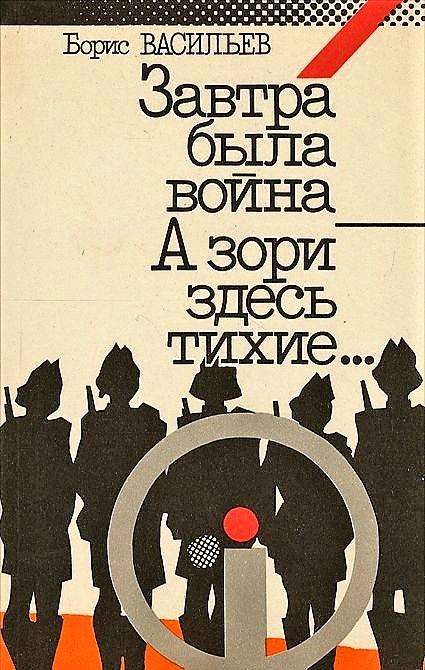 Борис ВАСИЛЬЕВ
Завтра
была
война
А зори
здесь
тихие...